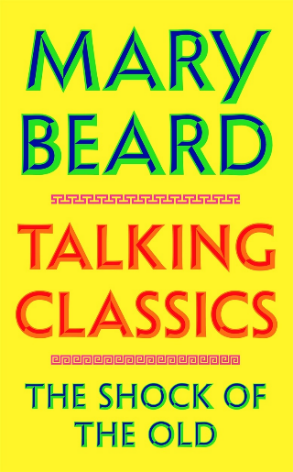 MARY
BEARD
TALKING
CLASSICS
THE SHOCK OF
THE OLD